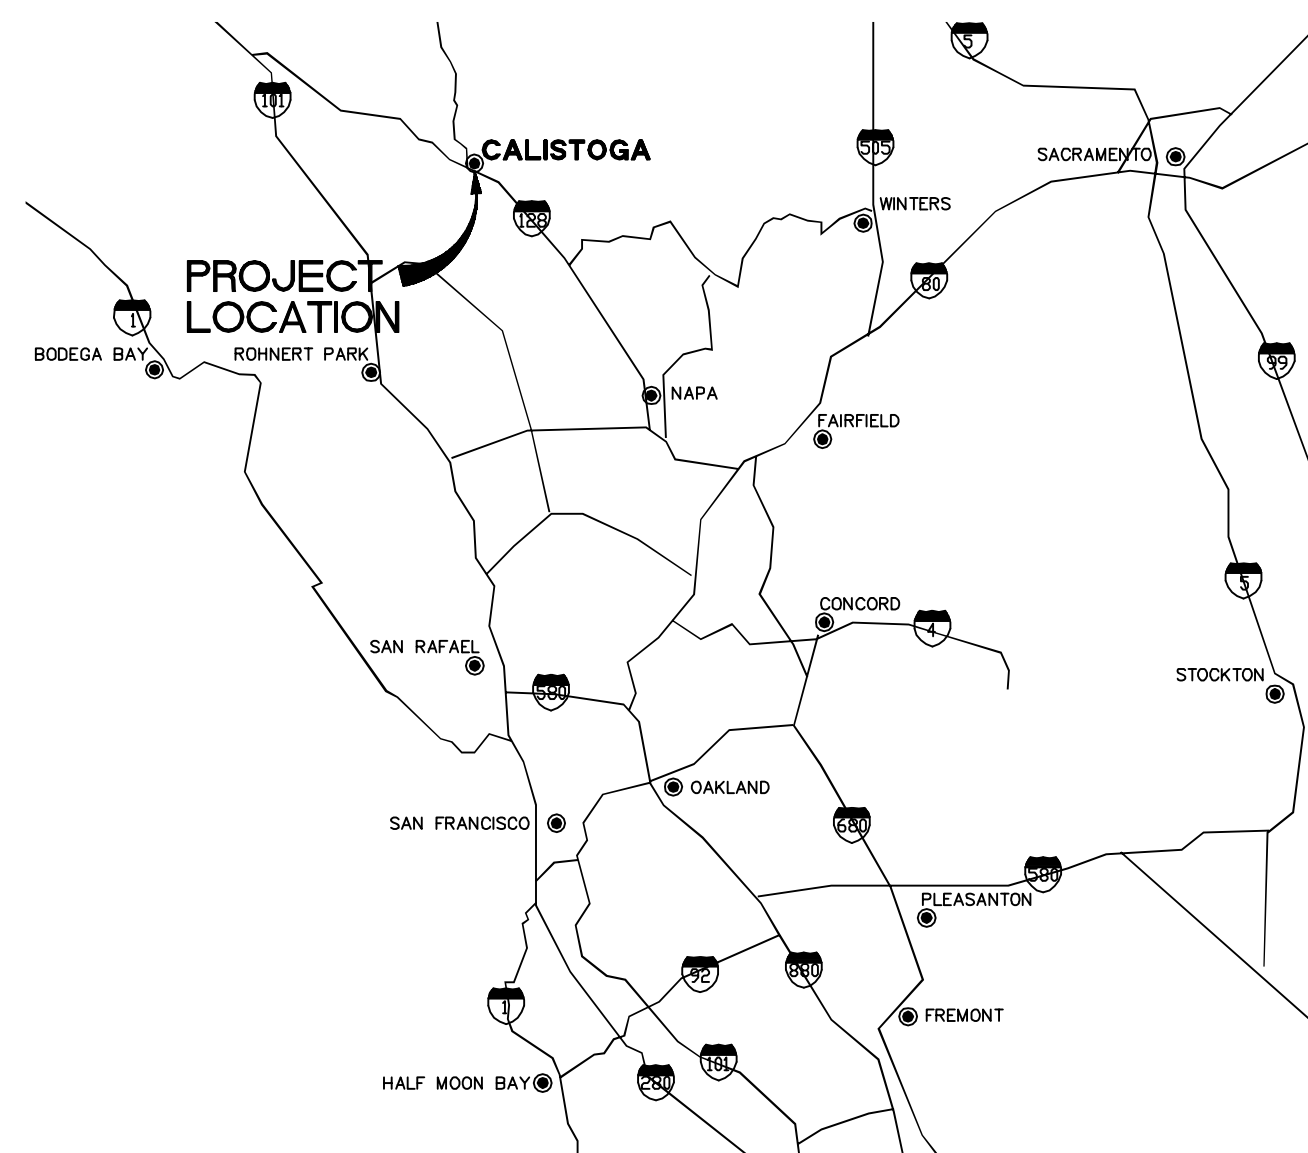 5
101
CALISTOGA
505
SACRAMENTO
WINTERS
128
PROJECT
LOCATION
80
1
BODEGA BAY
ROHNERT PARK
99
NAPA
FAIRFIELD
5
CONCORD
4
SAN RAFAEL
580
STOCKTON
OAKLAND
SAN FRANCISCO
680
580
PLEASANTON
92
880
1
FREMONT
101
280
HALF MOON BAY